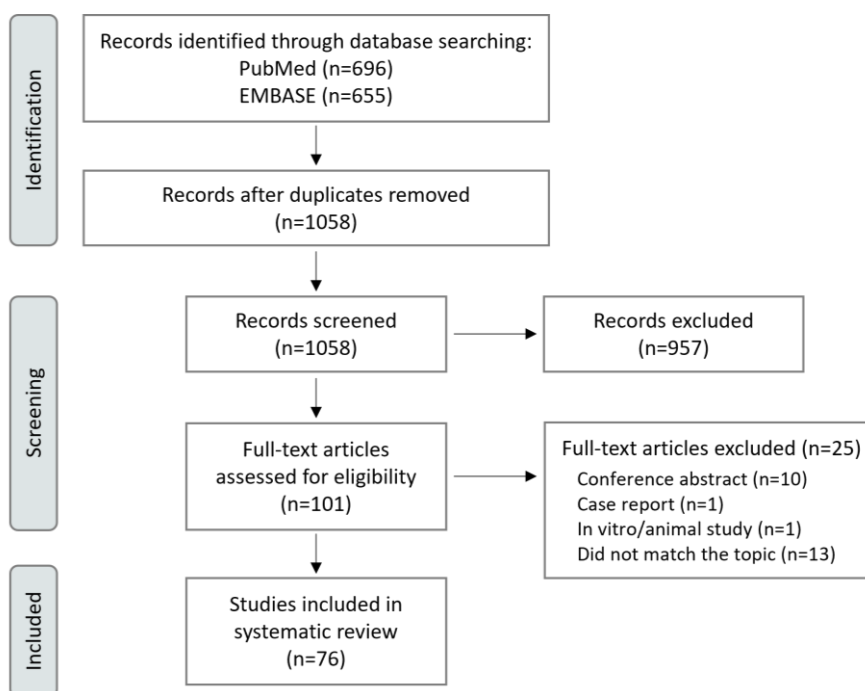 Identification
Records identified through database searching:
PubMed (n=696)
EMBASE (n=655)
Records after duplicates removed
(n=1058)
Screening
Records screened
(n=1058)
Records excluded
(n=957)
Full-text articles
assessed for eligibility
(n=101)
Full-text articles excluded (n=25)
Conference abstract (n=10)
Case report (n=1)
In vitro/animal study (n=1)
Did not match the topic (n=13)
Included
Studies included in
systematic review
(n=76)